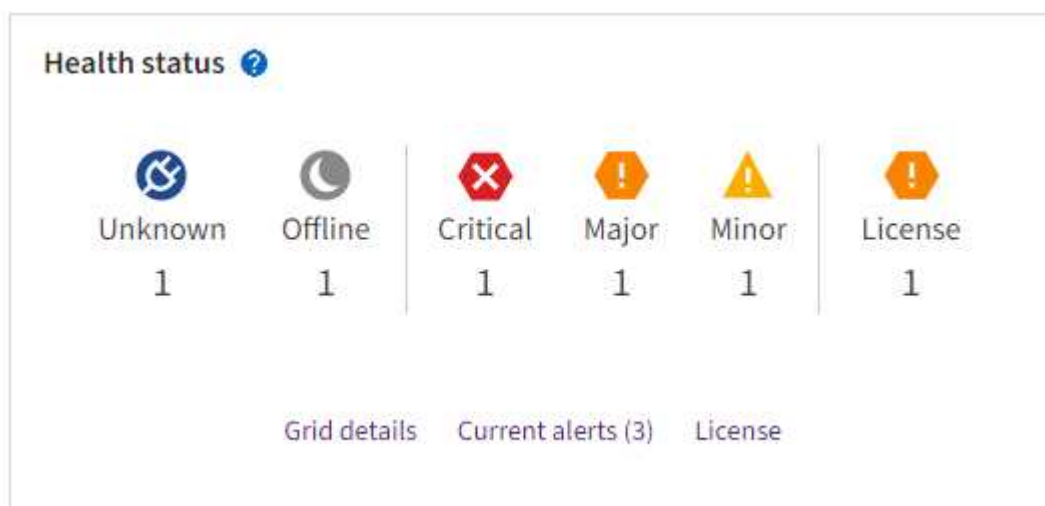 Health status ?
Unknown Offline Critical Major Minor License
1 1 1 1 1 1
Grid details Current alerts (3) License